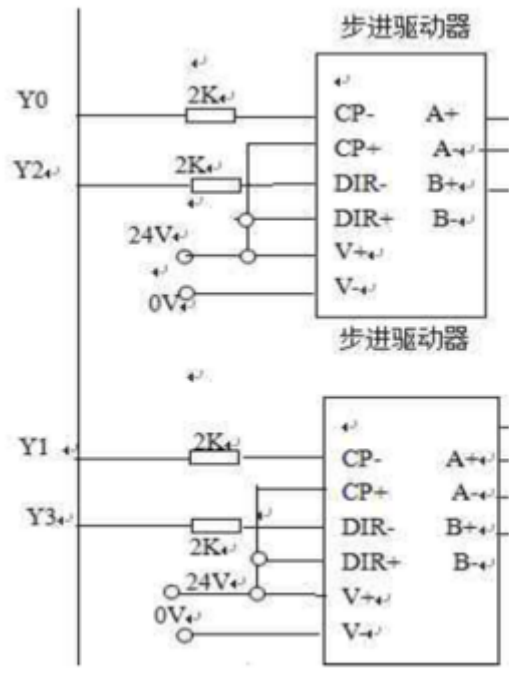 步进驱动器
Y0
2K↵
↵
CP- A+
CP+ A-↵
Y2↵
2K↵
DIR- B+↵
DIR+ B-↵
24V↵
V+↵
0V↵
V-↵
步进驱动器
↵
Y1 ↵
2K↵
CP- A+↵
CP+ A-↵
Y3↵
2K↵
DIR- B+↵
DIR+ B-↵
24V↵
V+↵
0V↵
V-↵